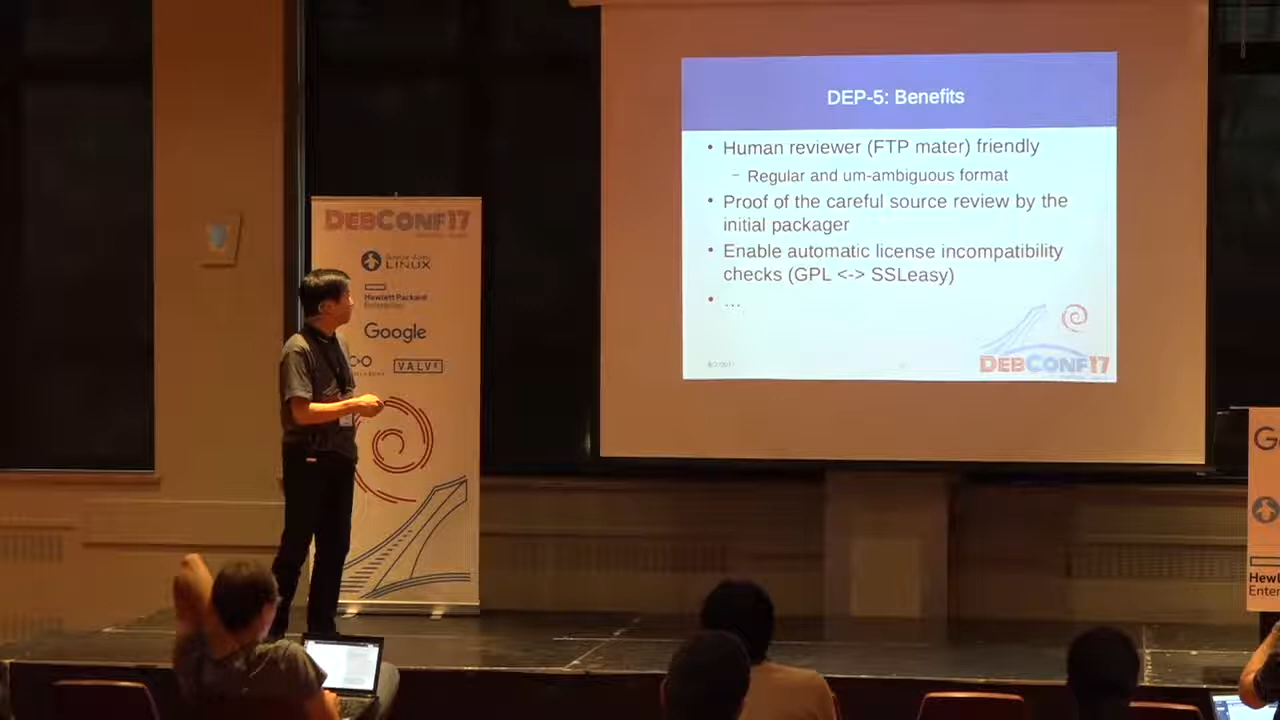 DEP-5: Benefits
• Human reviewer (FTP mater) friendly
– Regular and um-ambiguous format
• Proof of the careful source review by the
initial packager
• Enable automatic license incompatibility
checks (GPL <-> SSLeasy)
• ...
DEBCONF17
DEBCONF17
LINUX
Hewlett Packard
Enterprise
Google
VALVE
G
Hewl
Enter